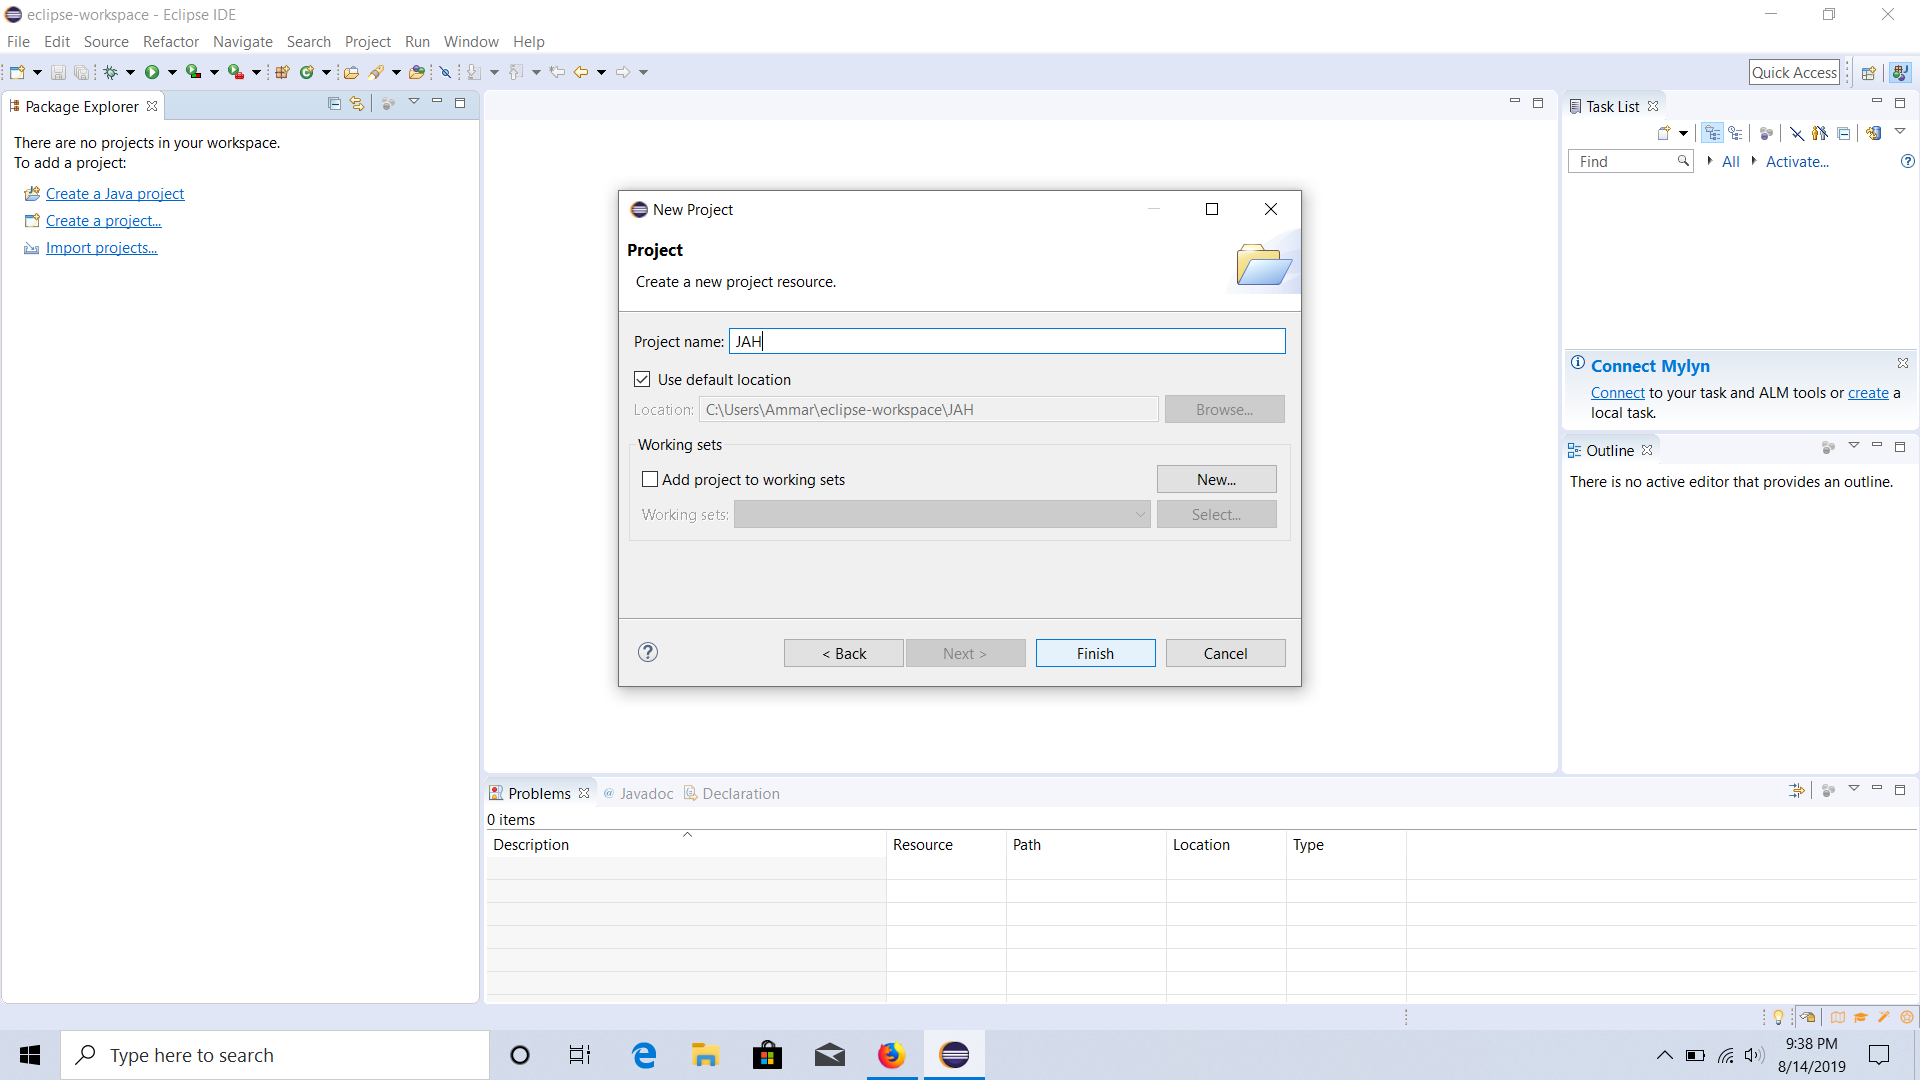 eclipse-workspace - Eclipse IDE
File Edit Source Refactor Navigate Search Project Run Window Help
Quick Access
Package Explorer
There are no projects in your workspace.
To add a project:
Create a Java project
Create a project...
Import projects...
New Project
Project
Create a new project resource.
Project name: JAH
Use default location
Location: C:\Users\Ammar\eclipse-workspace\JAH Browse...
Working sets
Add project to working sets New...
Working sets: Select...
< Back Next > Finish Cancel
Task List
Find All Activate...
Connect Mylyn
Connect to your task and ALM tools or create a
local task.
Outline
There is no active editor that provides an outline.
Problems @ Javadoc Declaration
0 items
Description Resource Path Location Type
Type here to search
9:38 PM
8/14/2019